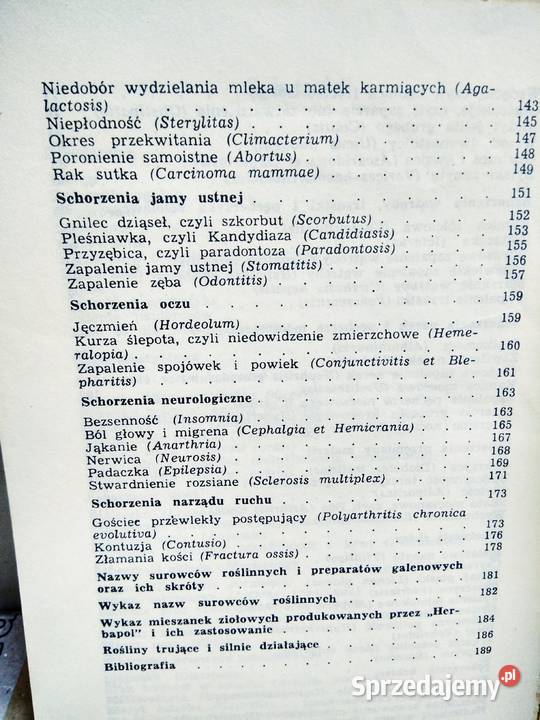 Niedobór wydzielania mleka u matek karmiących (Aga-
lactosis) . . . . . . . . . . . . 143
Niepłodność (Sterylitas) . . . . . . . . 145
Okres przekwitania (Climacterium) . . . . . . 147
Poronienie samoistne (Abortus) . . . . . . . 148
Rak sutka (Carcinoma mammae) . . . . . . . 149
Schorzenia jamy ustnej . . . . . . . . . 151
Gnilec dziąseł, czyli szkorbut (Scorbutus) . . . . . 152
Pleśniawka, czyli Kandydiaza (Candidiasis) . . . . 153
Przyzębica, czyli paradontoza (Paradontosis) . . . . 155
Zapalenie jamy ustnej (Stomatitis) . . . . . . 156
Zapalenie zęba (Odontitis) . . . . . . . . 157
Schorzenia oczu . . . . . . . . . . . 159
Jęczmień (Hordeolum) . . . . . . . . . 159
Kurza ślepota, czyli niedowidzenie zmierzchowe (Heme-
ralopia) . . . . . . . . . . . . . 160
Zapalenie spojówek i powiek (Conjunctivitis et Ble-
pharitis) . . . . . . . . . . . . . 161
Schorzenia neurologiczne . . . . . . . . . 163
Bezsenność (Insomnia) . . . . . . . . . 163
Ból głowy i migrena (Cephalgia et Hemicrania) . . . . 165
Jąkanie (Anarthria) . . . . . . . . . . 167
Nerwica (Neurosis) . . . . . . . . . . 168
Padaczka (Epilepsia) . . . . . . . . . . 169
Stwardnienie rozsiane (Sclerosis multiplex) . . . . . 171
Schorzenia narządu ruchu . . . . . . . . . 173
Gościec przewlekły postępujący (Polyarthritis chronica
evolutiva) . . . . . . . . . . . . . 173
Kontuzja (Contusio) . . . . . . . . . . 176
Złamania kości (Fractura ossis) . . . . . . . 178
Nazwy surowców roślinnych i preparatów galenowych
oraz ich skróty . . . . . . . . . . . 181
Wykaz nazw surowców roślinnych . . . . . . . 182
Wykaz mieszanek ziołowych produkowanych przez „Her-
bapol" i ich zastosowanie . . . . . . . . . 184
Rośliny trujące i silnie działające . . . . . . . 186
Bibliografia . . . . . . . . . . . . 189
Sprzedajemy.pl